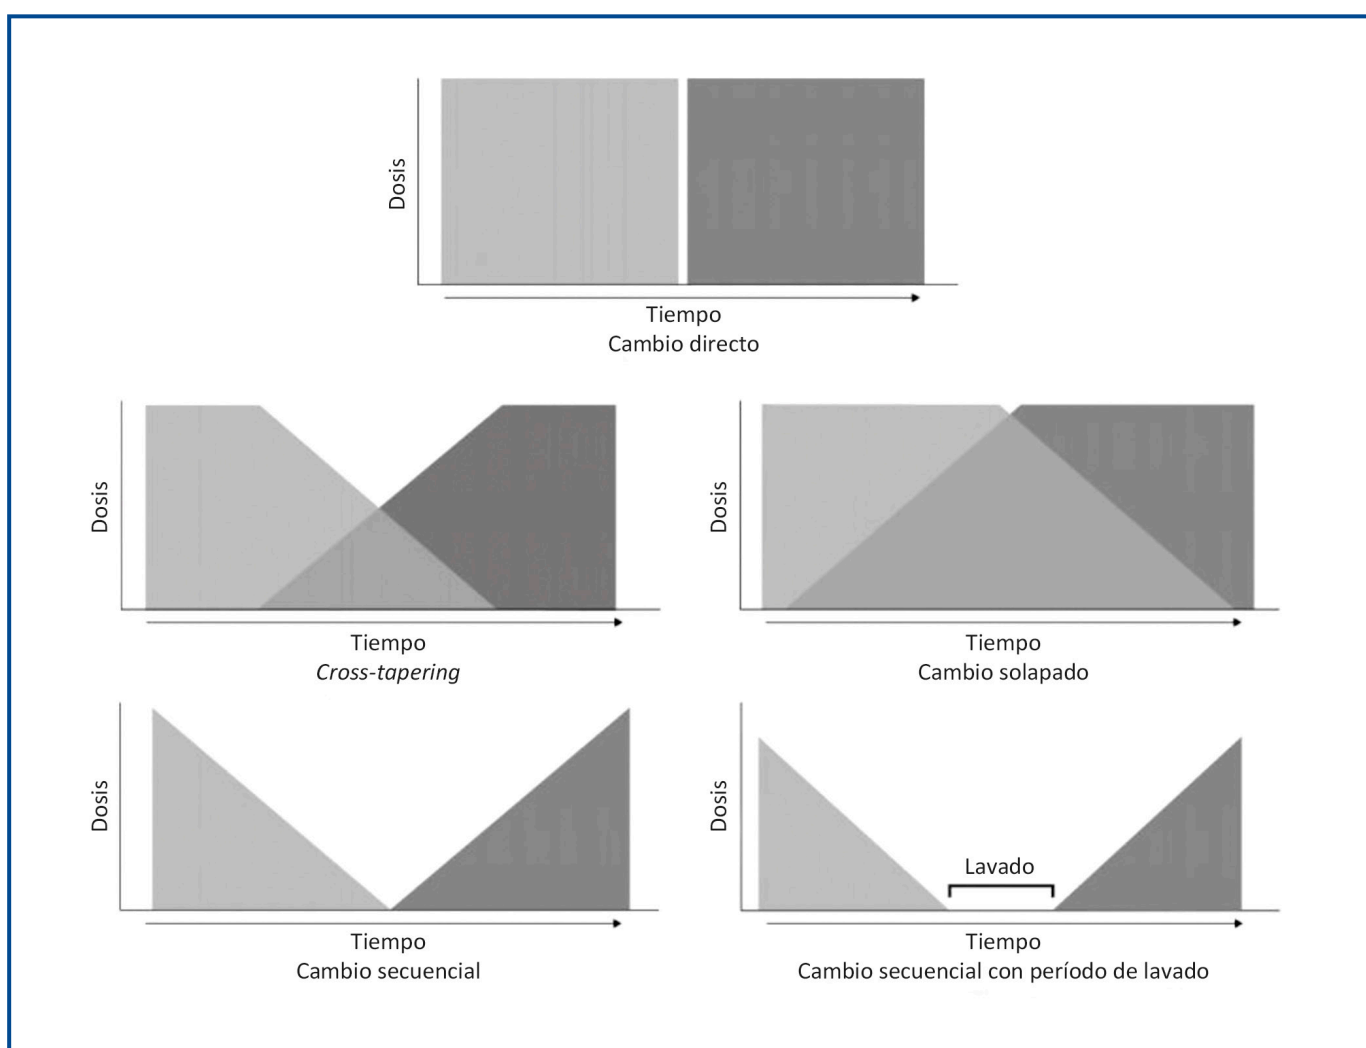 Dosis
Tiempo
Cambio directo
Dosis
Tiempo
Cross-tapering
Dosis
Tiempo
Cambio solapado
Dosis
Tiempo
Cambio secuencial
Dosis
Lavado
Tiempo
Cambio secuencial con período de lavado